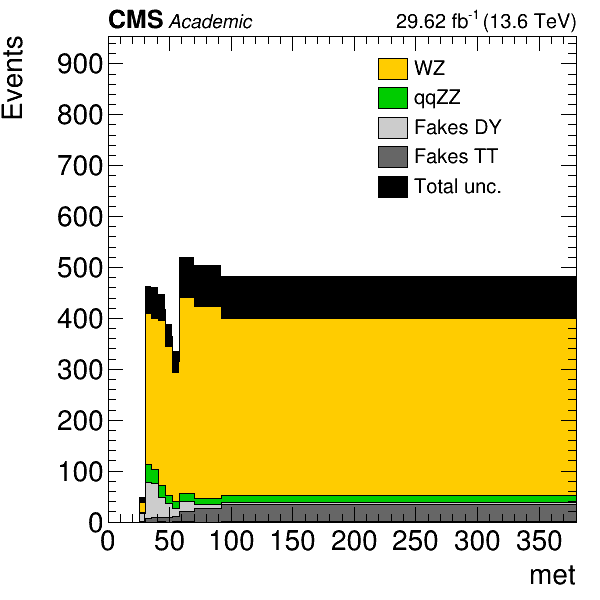 CMS Academic 29.62 fb⁻¹ (13.6 TeV)
Events
900
800
700
600
500
400
300
200
100
0
WZ
qqZZ
Fakes DY
Fakes TT
Total unc.
0 50 100 150 200 250 300 350
met